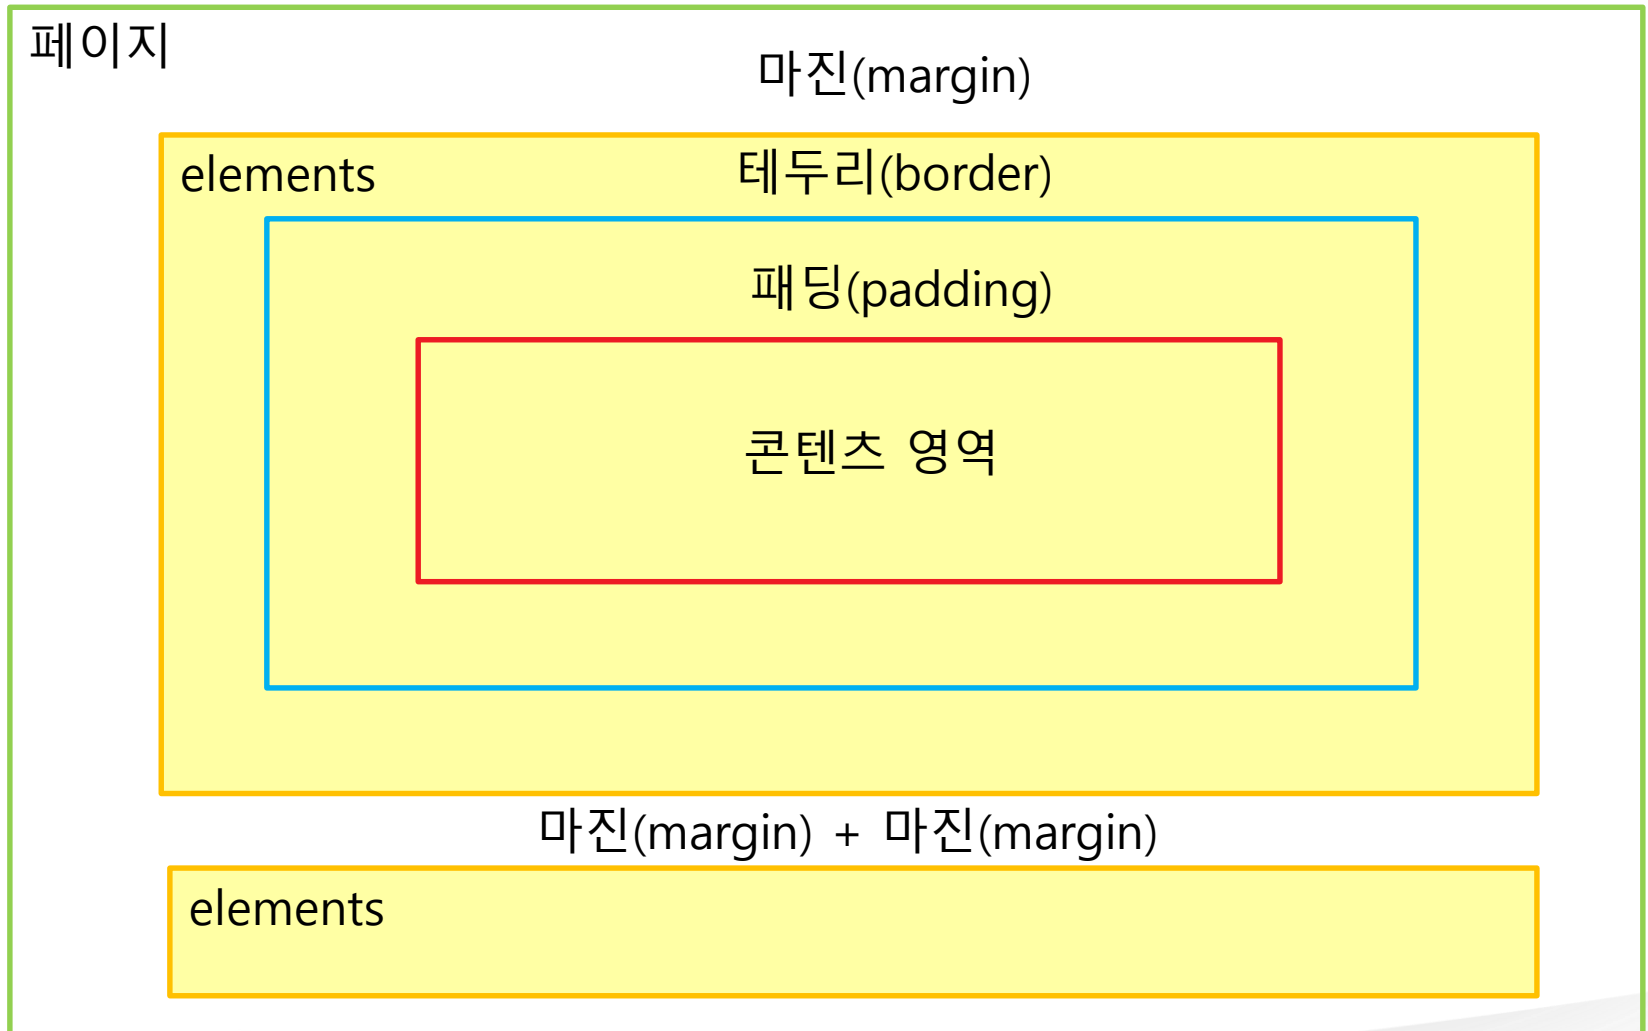 페이지
마진(margin)
elements
테두리(border)
패딩(padding)
콘텐츠 영역
마진(margin) + 마진(margin)
elements